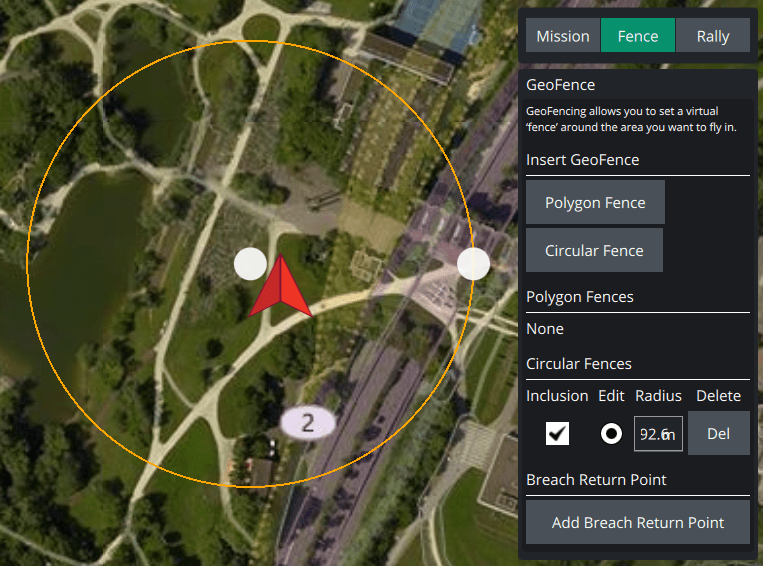 Mission Fence Rally
GeoFence
GeoFencing allows you to set a virtual
‘fence’ around the area you want to fly in.
Insert GeoFence
Polygon Fence
Circular Fence
Polygon Fences
None
Circular Fences
Inclusion Edit Radius Delete
92.6m Del
Breach Return Point
Add Breach Return Point
2